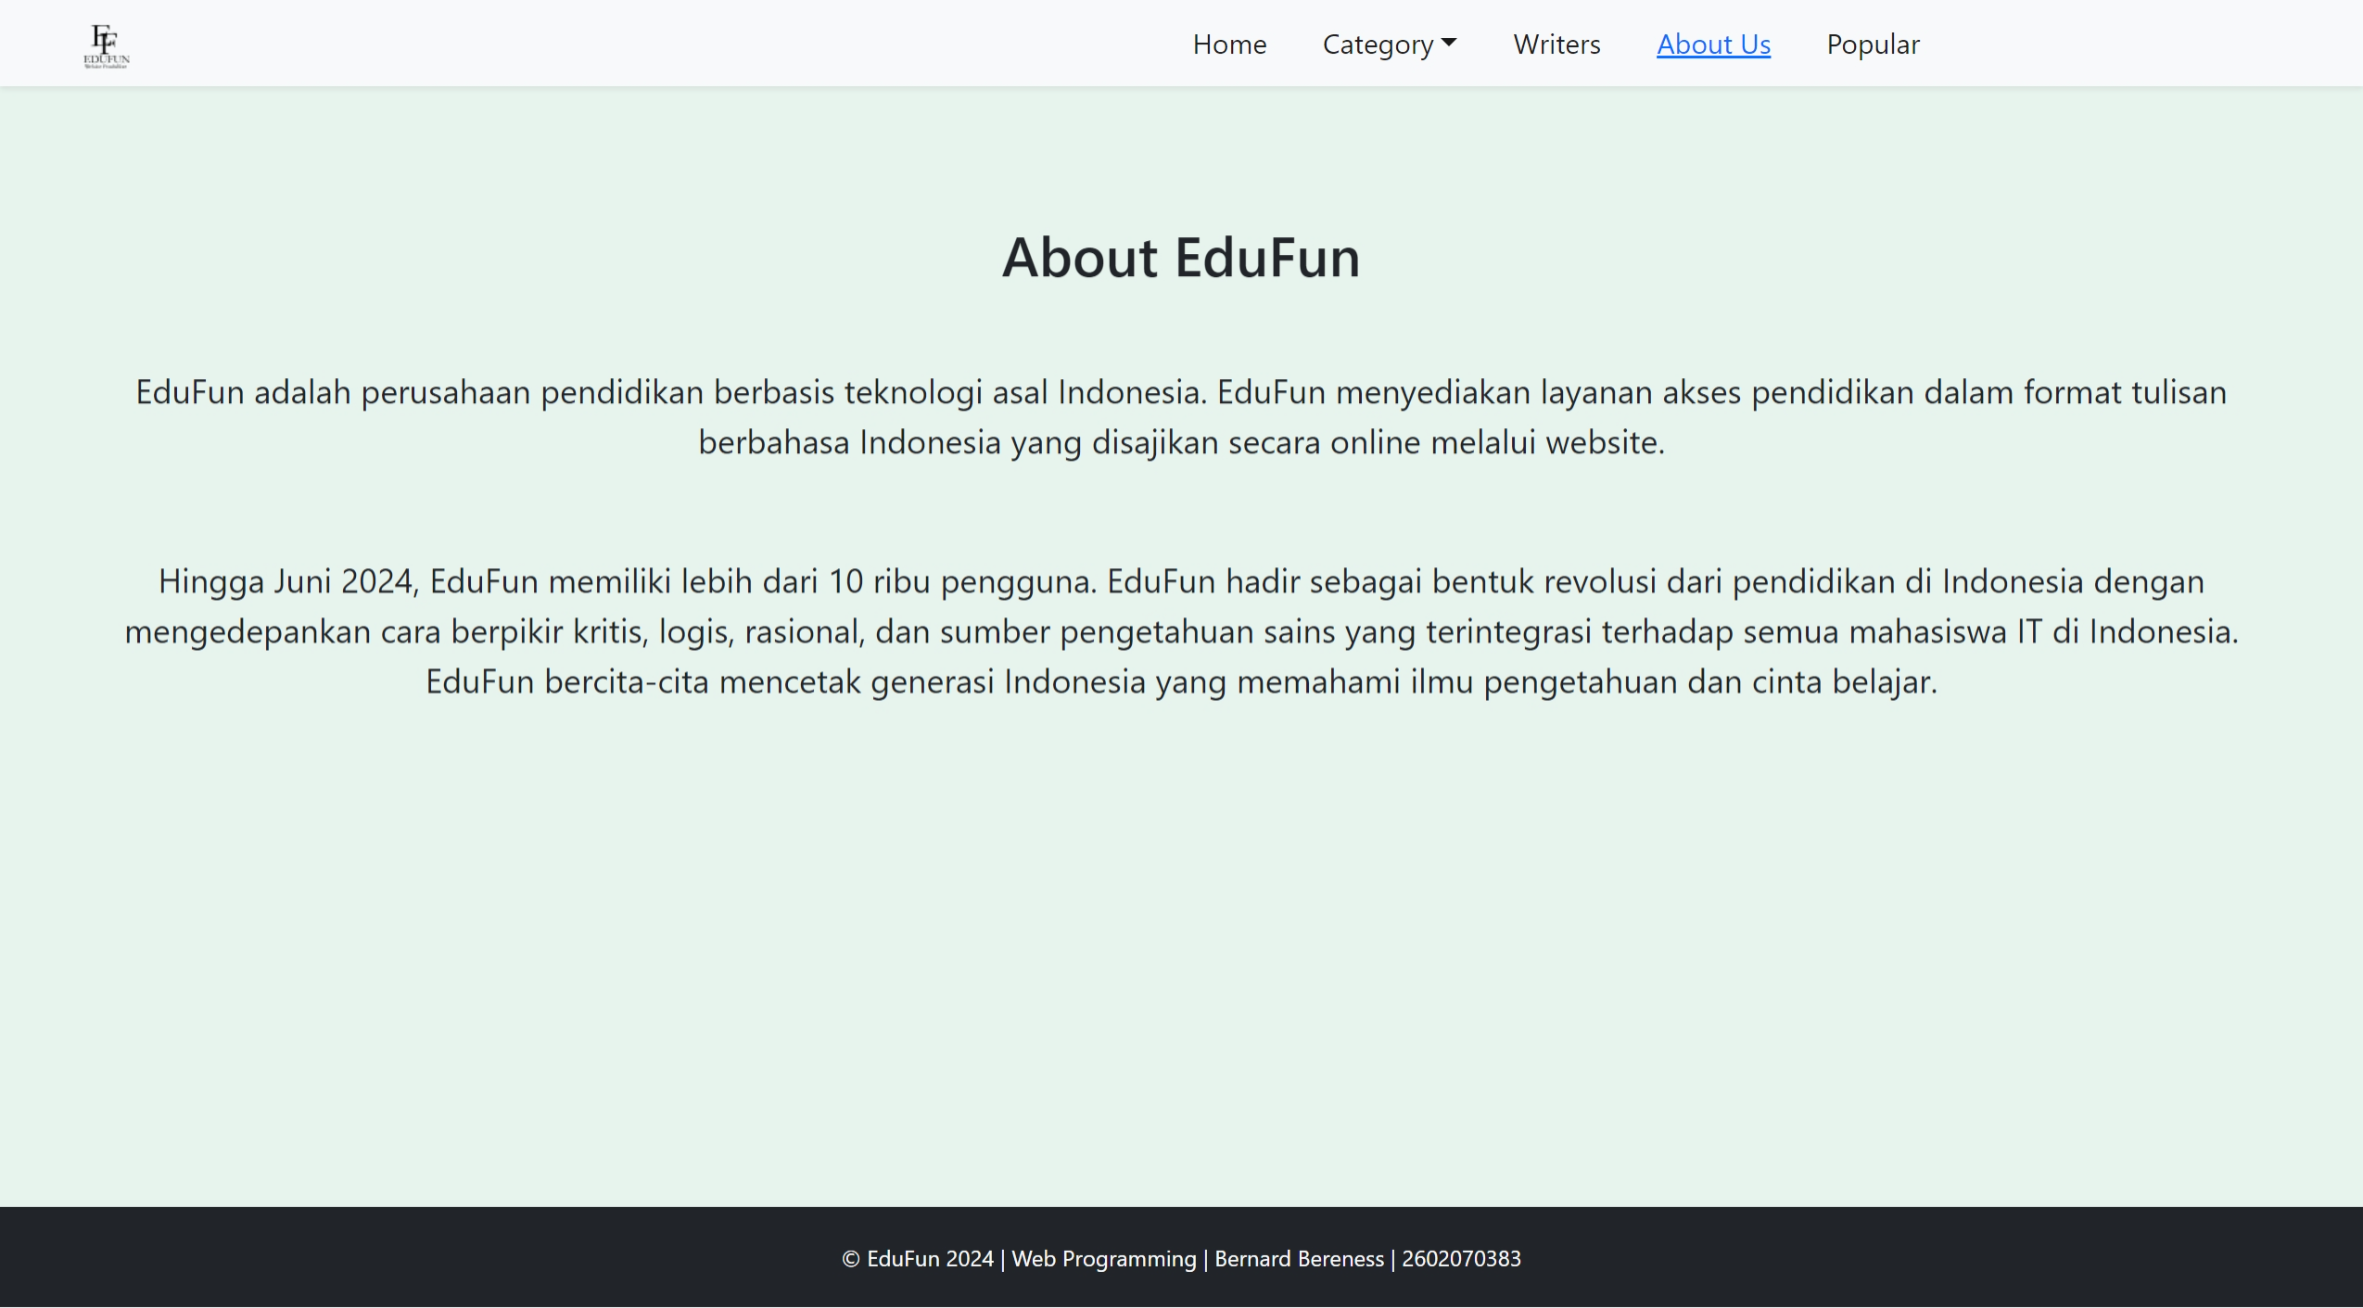 EF
EDUFUN
Home Category Writers About Us Popular
About EduFun
EduFun adalah perusahaan pendidikan berbasis teknologi asal Indonesia. EduFun menyediakan layanan akses pendidikan dalam format tulisan
berbahasa Indonesia yang disajikan secara online melalui website.
Hingga Juni 2024, EduFun memiliki lebih dari 10 ribu pengguna. EduFun hadir sebagai bentuk revolusi dari pendidikan di Indonesia dengan
mengedepankan cara berpikir kritis, logis, rasional, dan sumber pengetahuan sains yang terintegrasi terhadap semua mahasiswa IT di Indonesia.
EduFun bercita-cita mencetak generasi Indonesia yang memahami ilmu pengetahuan dan cinta belajar.
© EduFun 2024 | Web Programming | Bernard Bereness | 2602070383